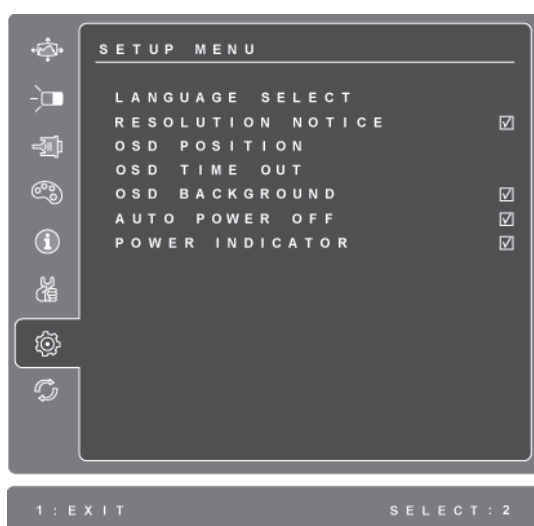 SETUP MENU
LANGUAGE SELECT
RESOLUTION NOTICE
OSD POSITION
OSD TIME OUT
OSD BACKGROUND
AUTO POWER OFF
POWER INDICATOR
1:EXIT SELECT:2